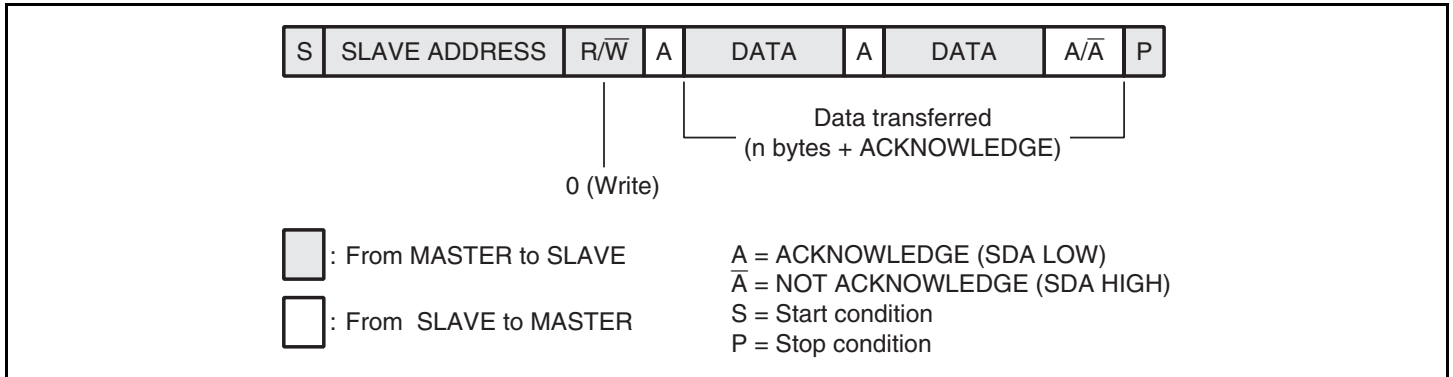 S SLAVE ADDRESS R/W̅ A DATA A DATA A/A̅ P
Data transferred
(n bytes + ACKNOWLEDGE)
0 (Write)
: From MASTER to SLAVE
: From SLAVE to MASTER
A = ACKNOWLEDGE (SDA LOW)
A̅ = NOT ACKNOWLEDGE (SDA HIGH)
S = Start condition
P = Stop condition